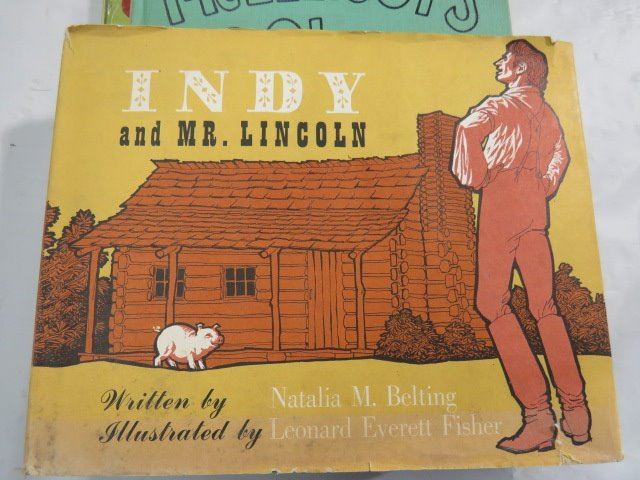 INDY
and MR. LINCOLN
Written by Natalia M. Belting
Illustrated by Leonard Everett Fisher